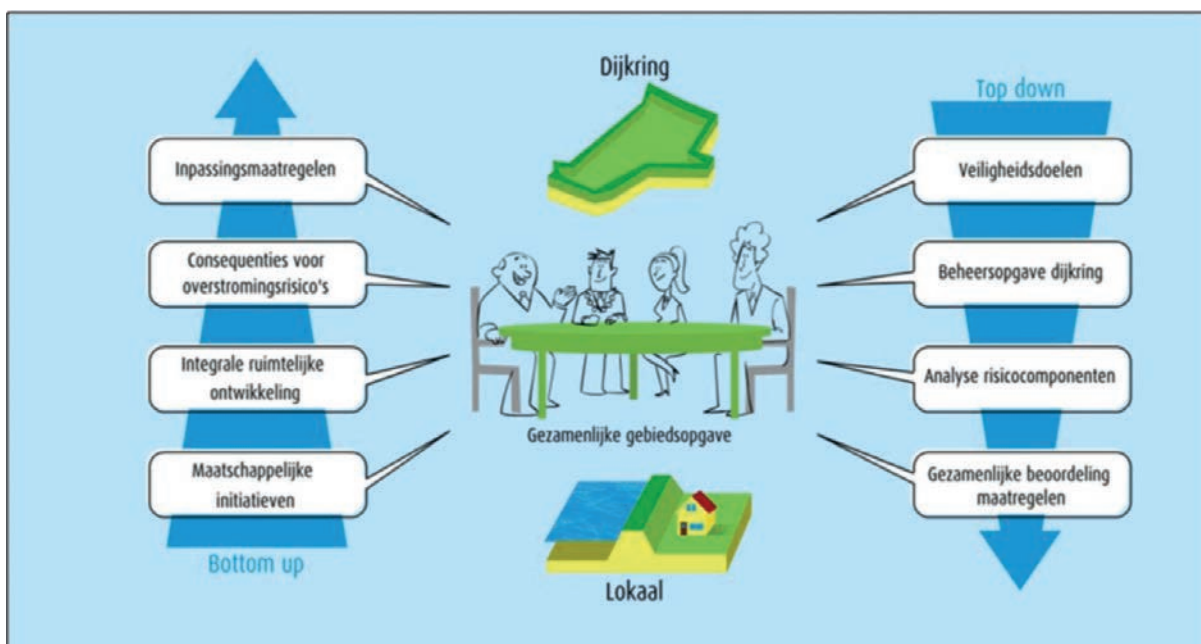 Dijkring
Top down
Inpassingsmaatregelen
Veiligheidsdoelen
Consequenties voor
overstromingsrisico's
Beheersopgave dijkring
Integrale ruimtelijke
ontwikkeling
Analyse risicocomponenten
Gezamenlijke gebiedsopgave
Maatschappelijke
initiatieven
Gezamenlijke beoordeling
maatregelen
Bottom up
Lokaal